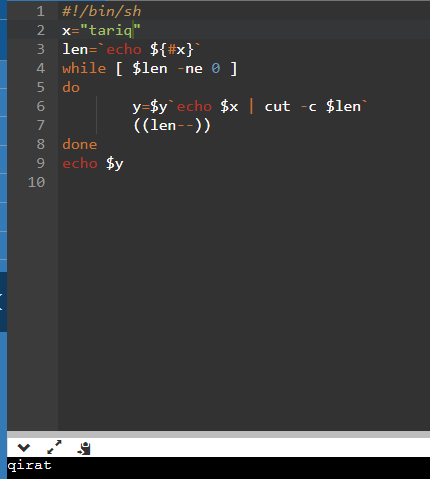 1 #!/bin/sh
2 x="tariq"
3 len=`echo ${#x}`
4 while [ $len -ne 0 ]
5 do
6 y=$y`echo $x | cut -c $len`
7 ((len--))
8 done
9 echo $y
10
qirat